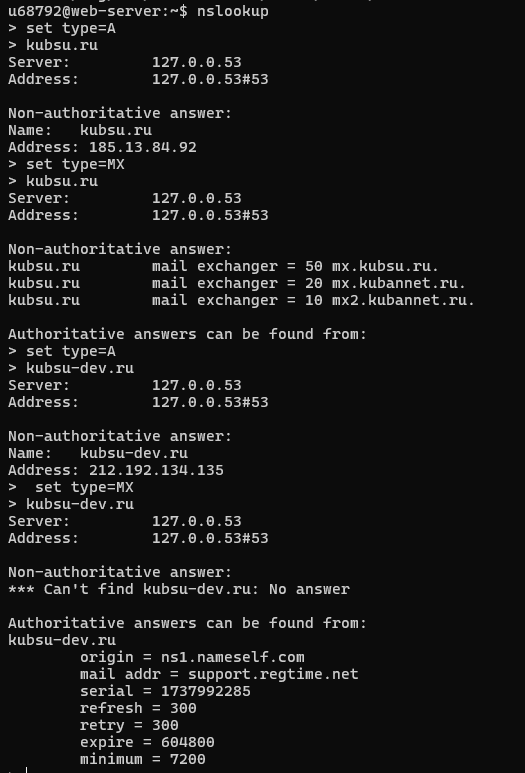 u68792@web-server:~$ nslookup
> set type=A
> kubsu.ru
Server:         127.0.0.53
Address:        127.0.0.53#53

Non-authoritative answer:
Name:   kubsu.ru
Address: 185.13.84.92
> set type=MX
> kubsu.ru
Server:         127.0.0.53
Address:        127.0.0.53#53

Non-authoritative answer:
kubsu.ru        mail exchanger = 50 mx.kubsu.ru.
kubsu.ru        mail exchanger = 20 mx.kubannet.ru.
kubsu.ru        mail exchanger = 10 mx2.kubannet.ru.

Authoritative answers can be found from:
> set type=A
> kubsu-dev.ru
Server:         127.0.0.53
Address:        127.0.0.53#53

Non-authoritative answer:
Name:   kubsu-dev.ru
Address: 212.192.134.135
>  set type=MX
> kubsu-dev.ru
Server:         127.0.0.53
Address:        127.0.0.53#53

Non-authoritative answer:
*** Can't find kubsu-dev.ru: No answer

Authoritative answers can be found from:
kubsu-dev.ru
        origin = ns1.nameself.com
        mail addr = support.regtime.net
        serial = 1737992285
        refresh = 300
        retry = 300
        expire = 604800
        minimum = 7200